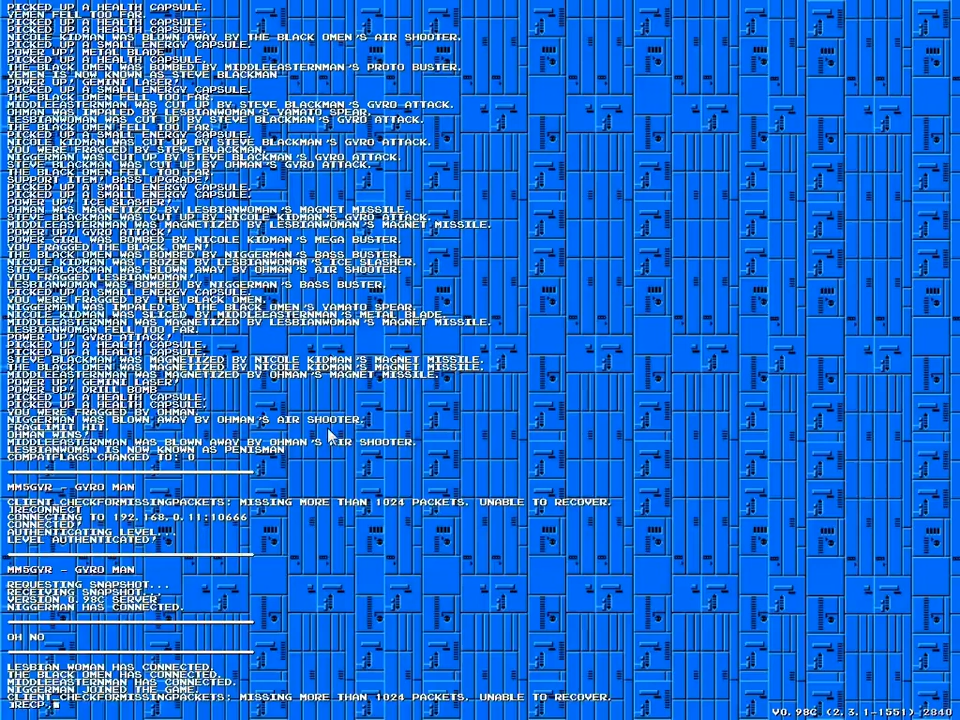 PICKED UP A HEALTH CAPSULE.
YEMEN FELL TOO FAR.
PICKED UP A HEALTH CAPSULE.
PICKED UP A HEALTH CAPSULE.
NICOLE KIDMAN WAS BLOWN AWAY BY THE BLACK OMEN'S AIR SHOOTER.
PICKED UP A SMALL ENERGY CAPSULE.
POWER UP, METAL BLADE
PICKED UP A HEALTH CAPSULE.
THE BLACK OMEN WAS BOMBED BY MIDDLEEASTERNMAN'S PROTO BUSTER.
YEMEN IS NOW KNOWN AS STEVE BLACKMAN
POWER UP, GEMINI LASER!
PICKED UP A SMALL ENERGY CAPSULE.
THE BLACK OMEN FELL TOO FAR.
MIDDLEEASTERNMAN WAS CUT UP BY STEVE BLACKMAN'S GYRO ATTACK.
OHMAN WAS IMPALED BY LESBIANWOMAN'S YAMATO SPEAR.
LESBIANWOMAN WAS CUT UP BY STEVE BLACKMAN'S GYRO ATTACK.
THE BLACK OMEN FELL TOO FAR.
PICKED UP A SMALL ENERGY CAPSULE.
NICOLE KIDMAN WAS CUT UP BY STEVE BLACKMAN'S GYRO ATTACK.
YOU WERE FRAGGED BY STEVE BLACKMAN.
NIGGERMAN WAS CUT UP BY STEVE BLACKMAN'S GYRO ATTACK.
STEVE BLACKMAN WAS CUT UP BY OHMAN'S GYRO ATTACK.
THE BLACK OMEN FELL TOO FAR.
SUPPORT ITEM, BASS UPGRADE!
PICKED UP A SMALL ENERGY CAPSULE.
PICKED UP A SMALL ENERGY CAPSULE.
POWER UP, ICE SLASHER!
OHMAN WAS MAGNETIZED BY LESBIANWOMAN'S MAGNET MISSILE.
STEVE BLACKMAN WAS CUT UP BY NICOLE KIDMAN'S GYRO ATTACK.
MIDDLEEASTERNMAN WAS MAGNETIZED BY LESBIANWOMAN'S MAGNET MISSILE.
POWER UP, GYRO ATTACK!
POWER GIRL WAS BOMBED BY NICOLE KIDMAN'S MEGA BUSTER.
YOU FRAGGED THE BLACK OMEN!
THE BLACK OMEN WAS BOMBED BY NIGGERMAN'S BASS BUSTER.
NICOLE KIDMAN WAS FROZEN BY LESBIANWOMAN'S ICE SLASHER.
STEVE BLACKMAN WAS BLOWN AWAY BY OHMAN'S AIR SHOOTER.
YOU FRAGGED LESBIANWOMAN!
LESBIANWOMAN WAS BOMBED BY NIGGERMAN'S BASS BUSTER.
PICKED UP A SMALL ENERGY CAPSULE.
YOU WERE FRAGGED BY THE BLACK OMEN.
NIGGERMAN WAS IMPALED BY THE BLACK OMEN'S YAMATO SPEAR.
NICOLE KIDMAN WAS SLICED BY MIDDLEEASTERNMAN'S METAL BLADE.
MIDDLEEASTERNMAN WAS MAGNETIZED BY LESBIANWOMAN'S MAGNET MISSILE.
LESBIANWOMAN FELL TOO FAR.
POWER UP, GYRO ATTACK!
PICKED UP A HEALTH CAPSULE.
PICKED UP A HEALTH CAPSULE.
STEVE BLACKMAN WAS MAGNETIZED BY NICOLE KIDMAN'S MAGNET MISSILE.
THE BLACK OMEN WAS MAGNETIZED BY NICOLE KIDMAN'S MAGNET MISSILE.
MIDDLEEASTERNMAN WAS MAGNETIZED BY OHMAN'S MAGNET MISSILE.
POWER UP, GEMINI LASER!
POWER UP, DRILL BOMB
PICKED UP A HEALTH CAPSULE.
PICKED UP A HEALTH CAPSULE.
YOU WERE FRAGGED BY OHMAN.
NIGGERMAN WAS BLOWN AWAY BY OHMAN'S AIR SHOOTER.
FRAGLIMIT HIT.
OHMAN WINS!
MIDDLEEASTERNMAN WAS BLOWN AWAY BY OHMAN'S AIR SHOOTER.
LESBIANWOMAN IS NOW KNOWN AS PENISMAN
COMPATFLAGS CHANGED TO: 0
MM5GYR - GYRO MAN
CLIENT_CHECKFORMISSINGPACKETS: MISSING MORE THAN 1024 PACKETS. UNABLE TO RECOVER.
]RECONNECT
CONNECTING TO 192.168.0.11:10666
CONNECTED!
AUTHENTICATING LEVEL...
LEVEL AUTHENTICATED!
MM5GYR - GYRO MAN
REQUESTING SNAPSHOT...
RECEIVING SNAPSHOT...
VERSION 0.98C SERVER
NIGGERMAN HAS CONNECTED.
OH NO
LESBIAN WOMAN HAS CONNECTED.
THE BLACK OMEN HAS CONNECTED.
MIDDLEEASTERNMAN HAS CONNECTED.
NIGGERMAN JOINED THE GAME.
CLIENT_CHECKFORMISSINGPACKETS: MISSING MORE THAN 1024 PACKETS. UNABLE TO RECOVER.
]RECP,
V0.98C (2.3.1-1551) 2840